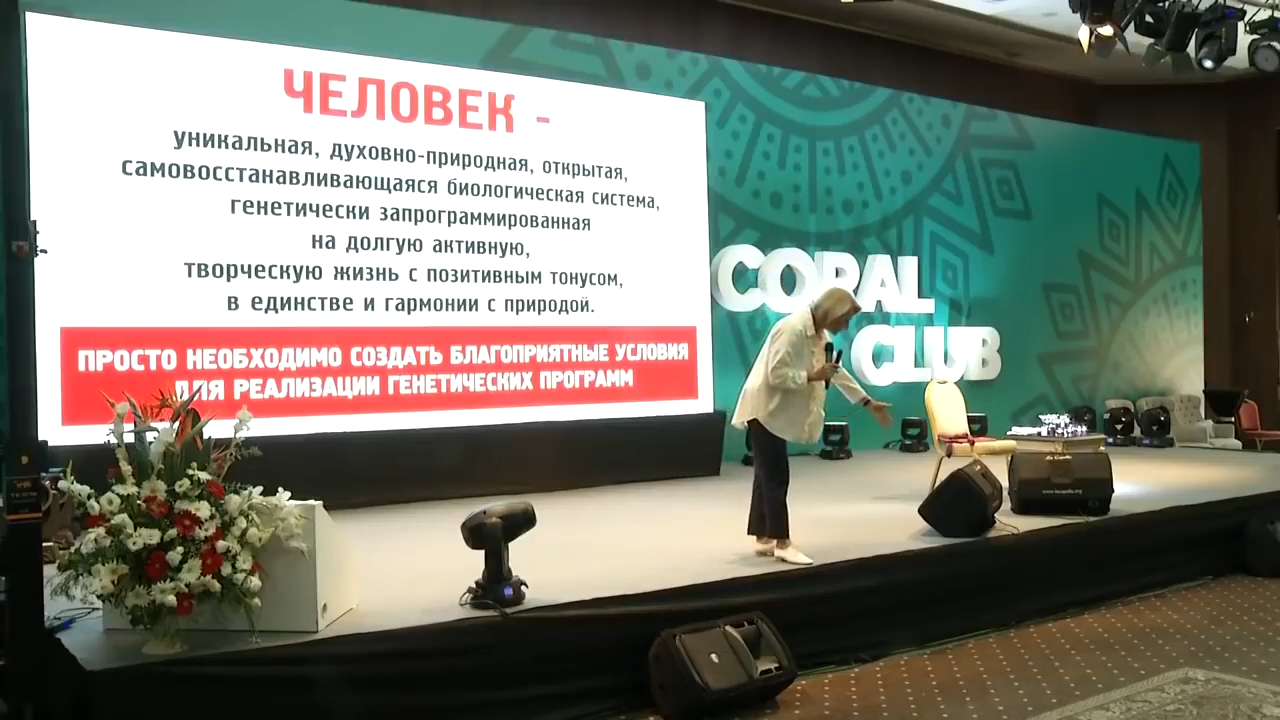 ЧЕЛОВЕК -
уникальная, духовно-природная, открытая,
самовосстанавливающаяся биологическая система,
генетически запрограммированная
на долгую активную,
творческую жизнь с позитивным тонусом,
в единстве и гармонии с природой.
ПРОСТО НЕОБХОДИМО СОЗДАТЬ БЛАГОПРИЯТНЫЕ УСЛОВИЯ
ДЛЯ РЕАЛИЗАЦИИ ГЕНЕТИЧЕСКИХ ПРОГРАММ
CORAL
CLUB